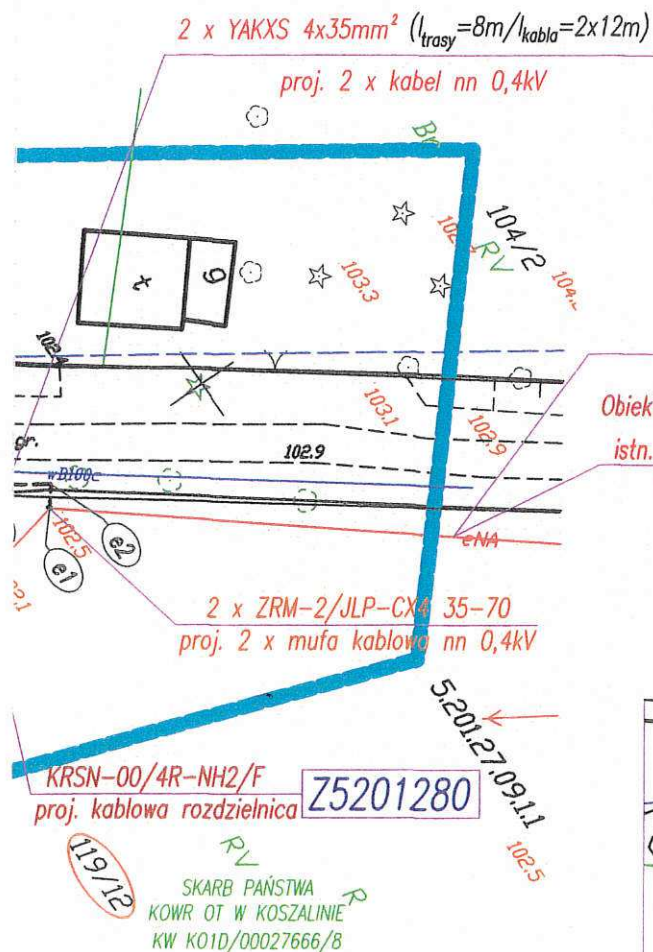 2 x YAKXS 4x35mm² (l_trasy=8m/l_kabla=2x12m)
proj. 2 x kabel nn 0,4kV
Br
104/2
RV
103.3
g
102.4
103.1
102.9
Obiek
istn.
gr.
102.9
wD100c
102.5
e2
e1
eNA
2 x ZRM-2/JLP-CX4 35-70
proj. 2 x mufa kablowa nn 0,4kV
5.201.27.09.1.1
KRSN-00/4R-NH2/F
proj. kablowa rozdzielnica
Z5201280
102.5
119/12
RV
R
SKARB PAŃSTWA
KOWR OT W KOSZALINIE
KW KO1D/00027666/8